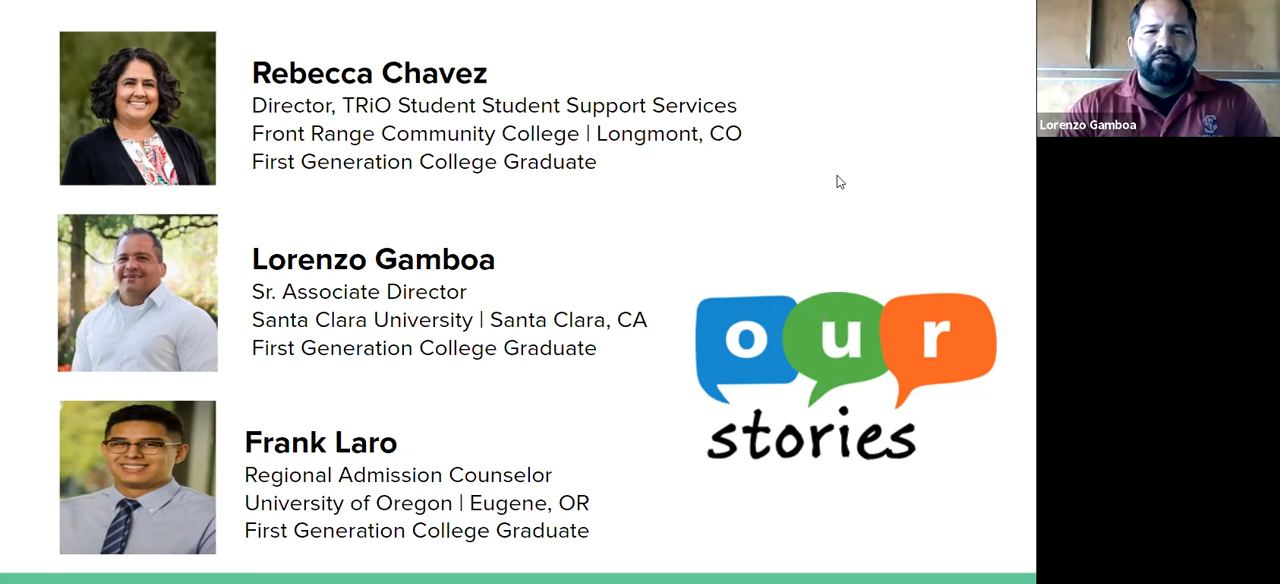 Rebecca Chavez
Director, TRiO Student Student Support Services
Front Range Community College | Longmont, CO
First Generation College Graduate
Lorenzo Gamboa
Sr. Associate Director
Santa Clara University | Santa Clara, CA
First Generation College Graduate
Frank Laro
Regional Admission Counselor
University of Oregon | Eugene, OR
First Generation College Graduate
our
stories
Lorenzo Gamboa